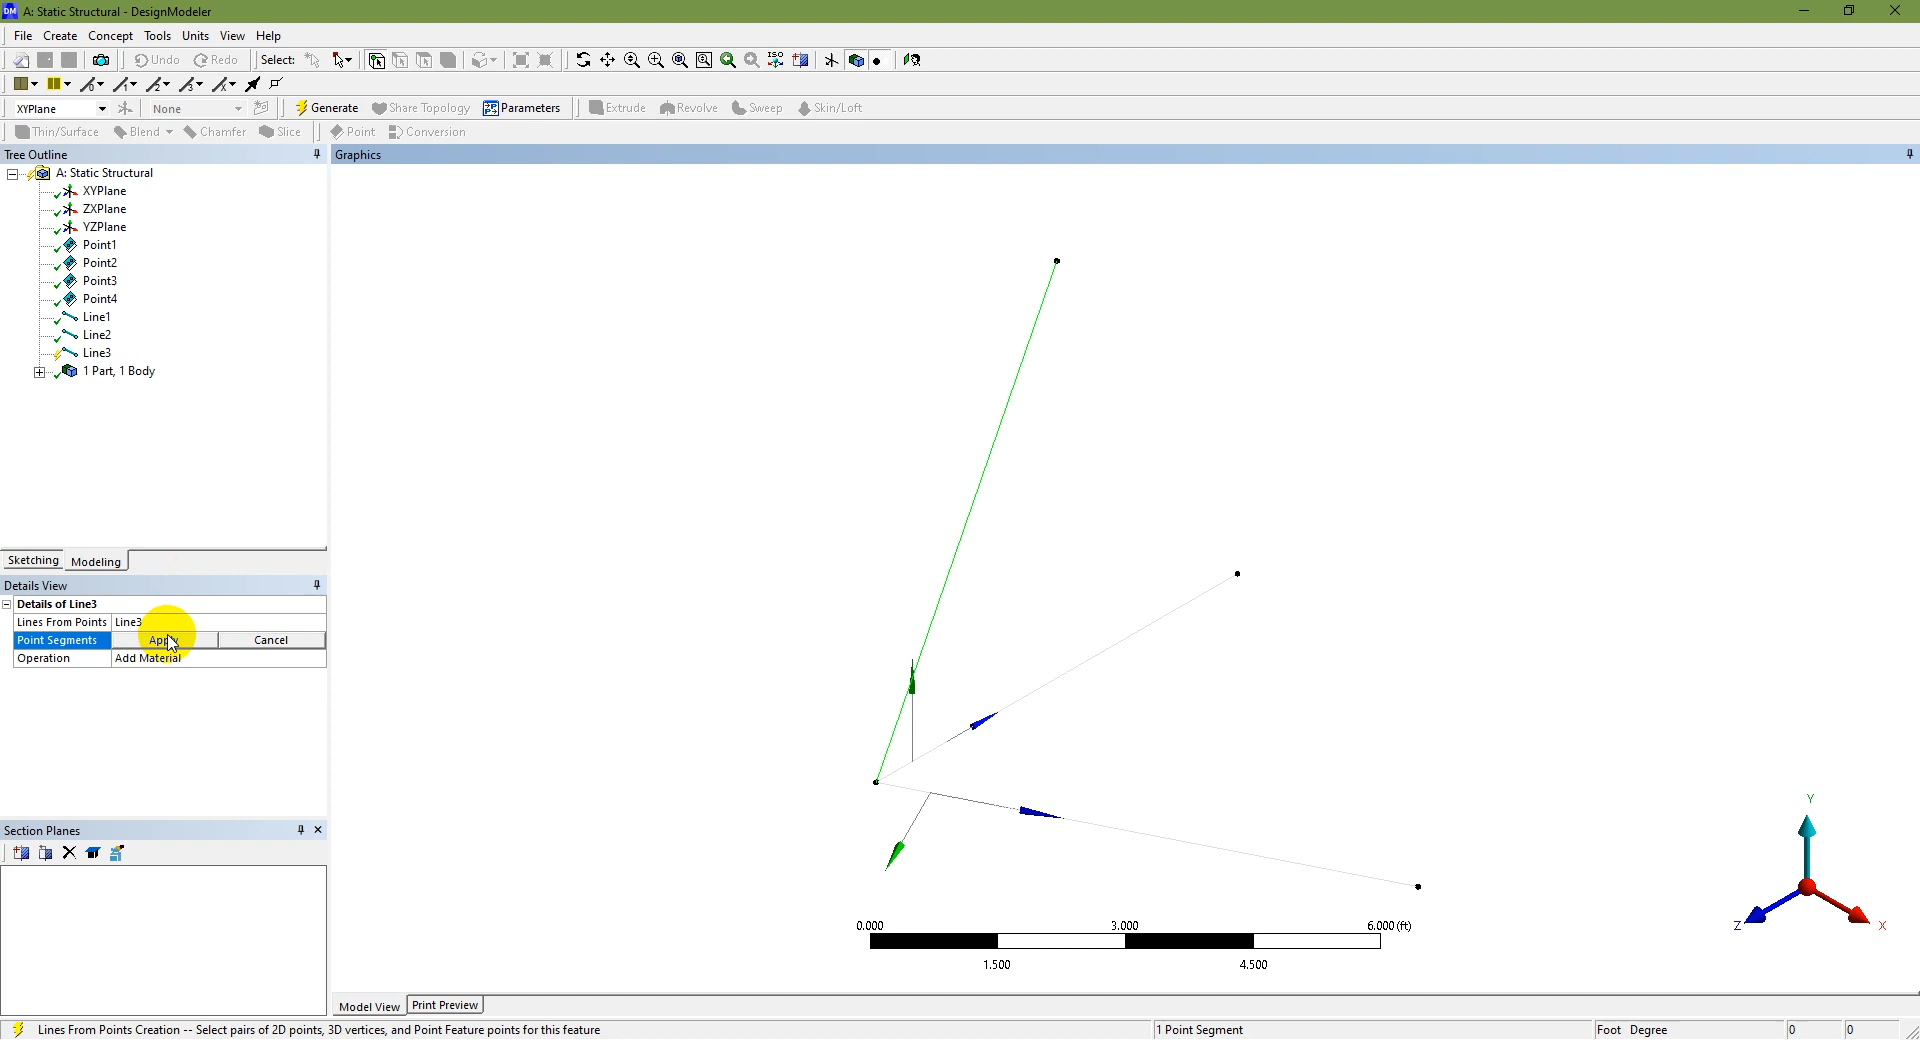 DM A: Static Structural - DesignModeler
File Create Concept Tools Units View Help
Undo Redo Select: ISO
XYPlane None Generate Share Topology Parameters Extrude Revolve Sweep Skin/Loft
Thin/Surface Blend Chamfer Slice Point Conversion
Tree Outline
A: Static Structural
XYPlane
ZXPlane
YZPlane
Point1
Point2
Point3
Point4
Line1
Line2
Line3
1 Part, 1 Body
Sketching Modeling
Details View
Details of Line3
Lines From Points Line3
Point Segments Apply Cancel
Operation Add Material
Section Planes
Graphics
0.000 3.000 6.000 (ft)
1.500 4.500
Y
Z X
Model View Print Preview
Lines From Points Creation -- Select pairs of 2D points, 3D vertices, and Point Feature points for this feature 1 Point Segment Foot Degree 0 0